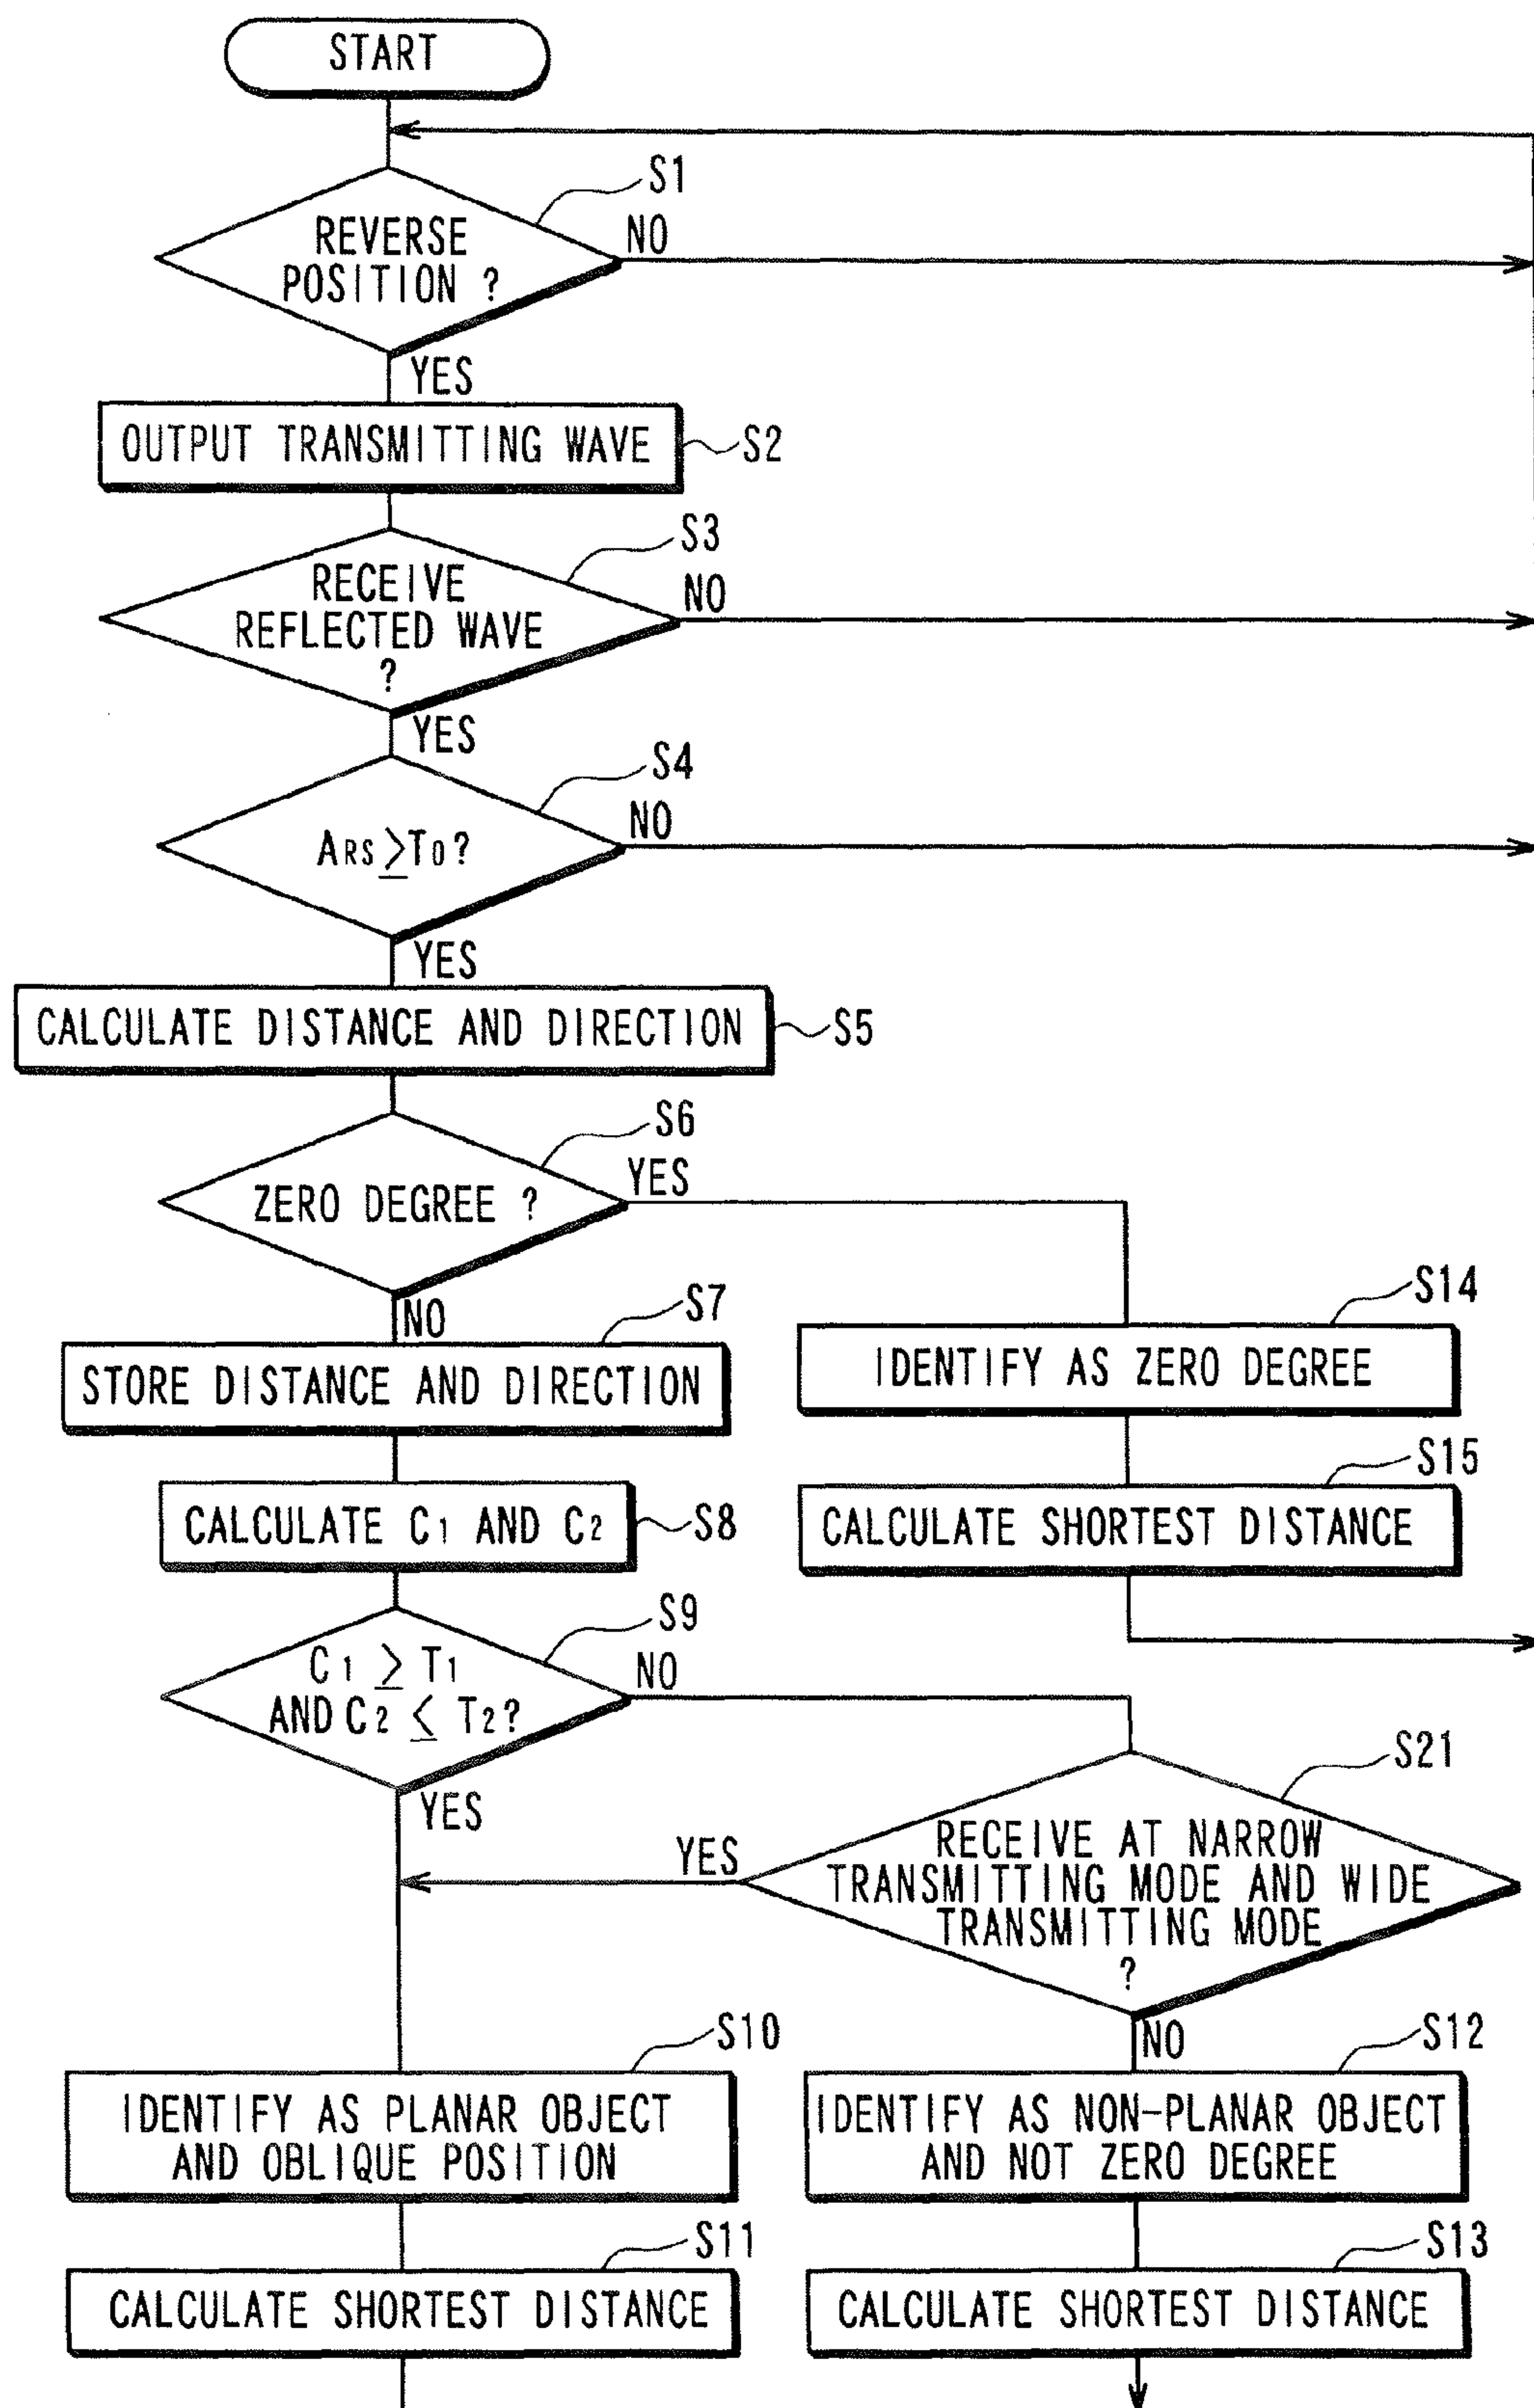 START
S1
REVERSE
POSITION ?
NO
YES
OUTPUT TRANSMITTING WAVE
S2
S3
RECEIVE
REFLECTED WAVE
?
NO
YES
S4
ARS ≧ T0 ?
NO
YES
CALCULATE DISTANCE AND DIRECTION
S5
S6
ZERO DEGREE ?
YES
NO
S7
STORE DISTANCE AND DIRECTION
S14
IDENTIFY AS ZERO DEGREE
CALCULATE C1 AND C2
S8
S15
CALCULATE SHORTEST DISTANCE
S9
C1 ≧ T1
AND C2 ≦ T2?
NO
YES
S21
RECEIVE AT NARROW
TRANSMITTING MODE AND WIDE
TRANSMITTING MODE
?
YES
NO
S10
IDENTIFY AS PLANAR OBJECT
AND OBLIQUE POSITION
S12
IDENTIFY AS NON-PLANAR OBJECT
AND NOT ZERO DEGREE
S11
CALCULATE SHORTEST DISTANCE
S13
CALCULATE SHORTEST DISTANCE